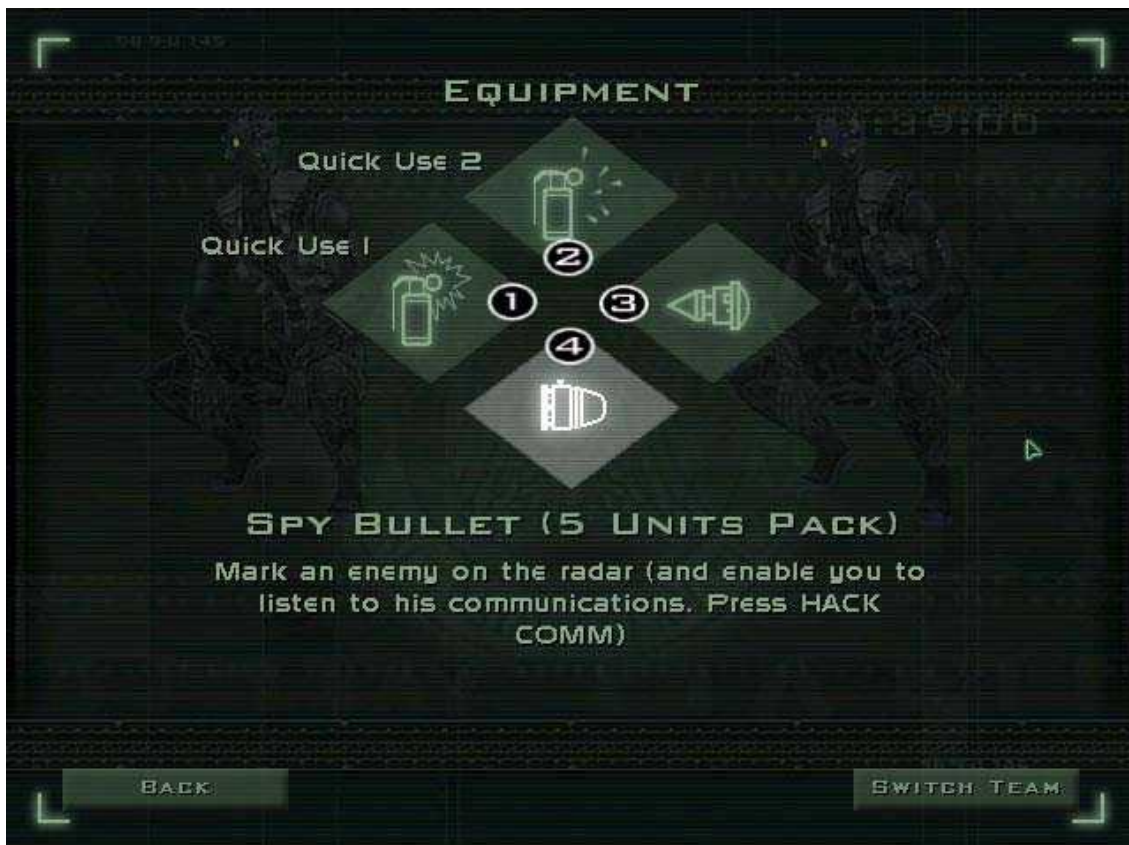 EQUIPMENT
Quick Use 2
Quick Use 1
2
1
3
4
SPY BULLET (5 UNITS PACK)
Mark an enemy on the radar (and enable you to
listen to his communications. Press HACK
COMM)
BACK
SWITCH TEAM